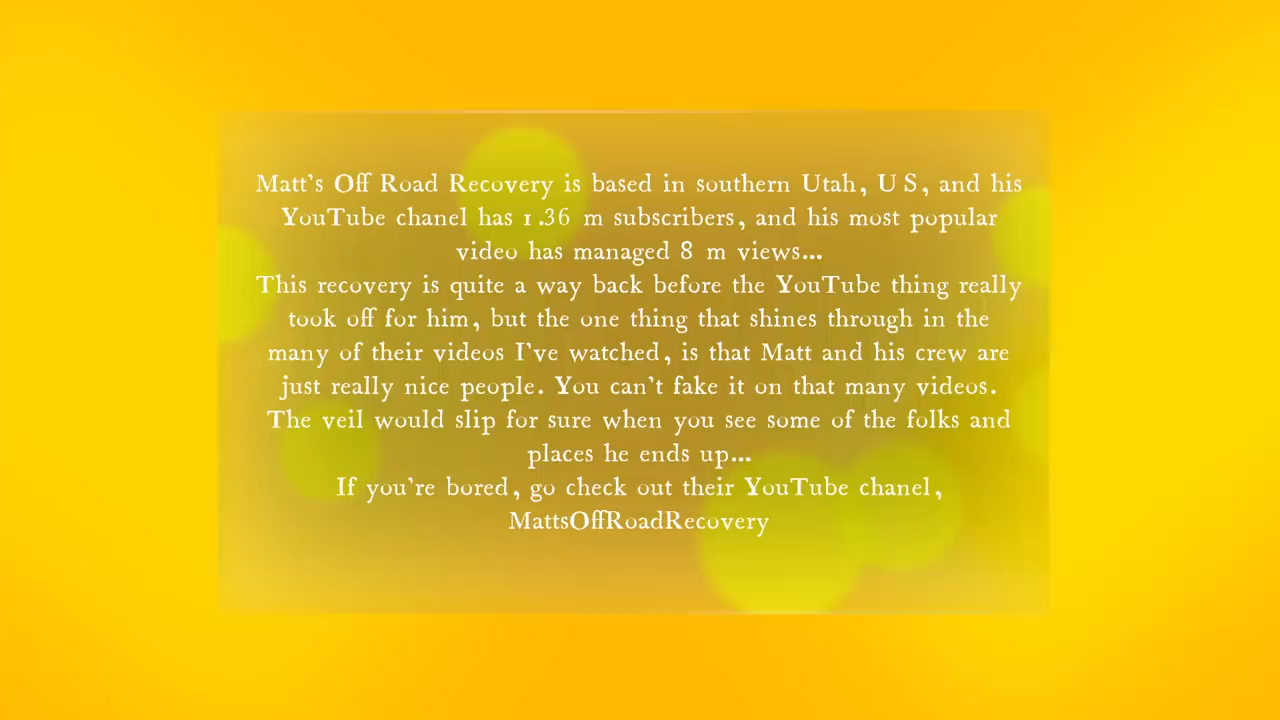 Matt's Off Road Recovery is based in southern Utah, U S, and his
YouTube chanel has 1.36 m subscribers, and his most popular
video has managed 8 m views...
This recovery is quite a way back before the YouTube thing really
took off for him, but the one thing that shines through in the
many of their videos I've watched, is that Matt and his crew are
just really nice people. You can't fake it on that many videos.
The veil would slip for sure when you see some of the folks and
places he ends up...
If you're bored, go check out their YouTube chanel,
MattsOffRoadRecovery